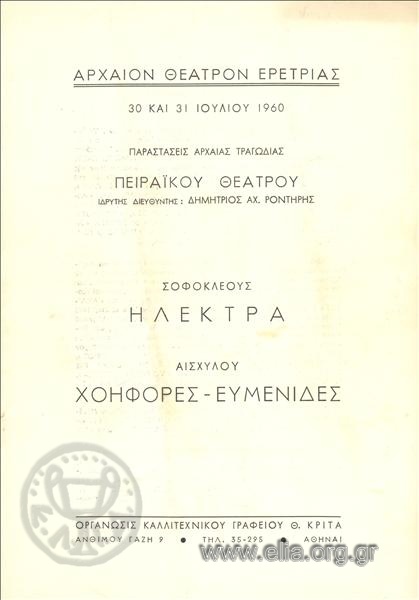 ΑΡΧΑΙΟΝ ΘΕΑΤΡΟΝ ΕΡΕΤΡΙΑΣ
30 ΚΑΙ 31 ΙΟΥΛΙΟΥ 1960
ΠΑΡΑΣΤΑΣΕΙΣ ΑΡΧΑΙΑΣ ΤΡΑΓΩΔΙΑΣ
ΠΕΙΡΑΪΚΟΥ ΘΕΑΤΡΟΥ
ΙΔΡΥΤΗΣ ΔΙΕΥΘΥΝΤΗΣ : ΔΗΜΗΤΡΙΟΣ ΑΧ. ΡΟΝΤΗΡΗΣ
ΣΟΦΟΚΛΕΟΥΣ
ΗΛΕΚΤΡΑ
ΑΙΣΧΥΛΟΥ
ΧΟΗΦΟΡΕΣ - ΕΥΜΕΝΙΔΕΣ
ΟΡΓΑΝΩΣΙΣ ΚΑΛΛΙΤΕΧΝΙΚΟΥ ΓΡΑΦΕΙΟΥ Θ. ΚΡΙΤΑ
ΑΝΘΙΜΟΥ ΓΑΖΗ 9 • ΤΗΛ. 35-295 • ΑΘΗΝΑΙ
www.elia.org.gr
Ε.Λ.Ι.Α.